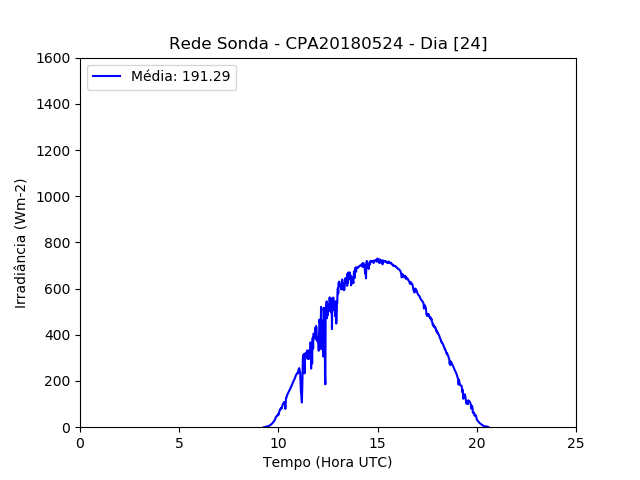 Rede Sonda - CPA20180524 - Dia [24]
Média: 191.29
Irradiância (Wm-2)
1600
1400
1200
1000
800
600
400
200
0
0 5 10 15 20 25
Tempo (Hora UTC)